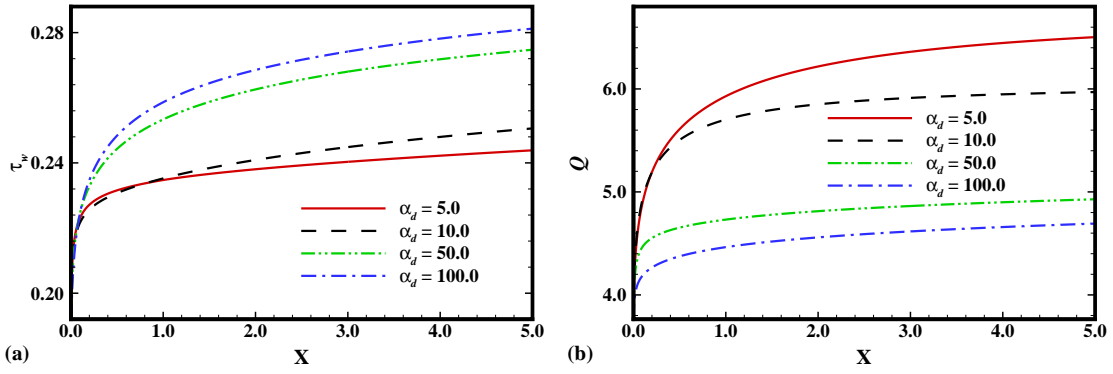 0.28
0.24
0.20
τw
0.0 1.0 2.0 3.0 4.0 5.0
X
(a)
αd = 5.0
αd = 10.0
αd = 50.0
αd = 100.0
6.0
5.0
4.0
Q
0.0 1.0 2.0 3.0 4.0 5.0
X
(b)
αd = 5.0
αd = 10.0
αd = 50.0
αd = 100.0